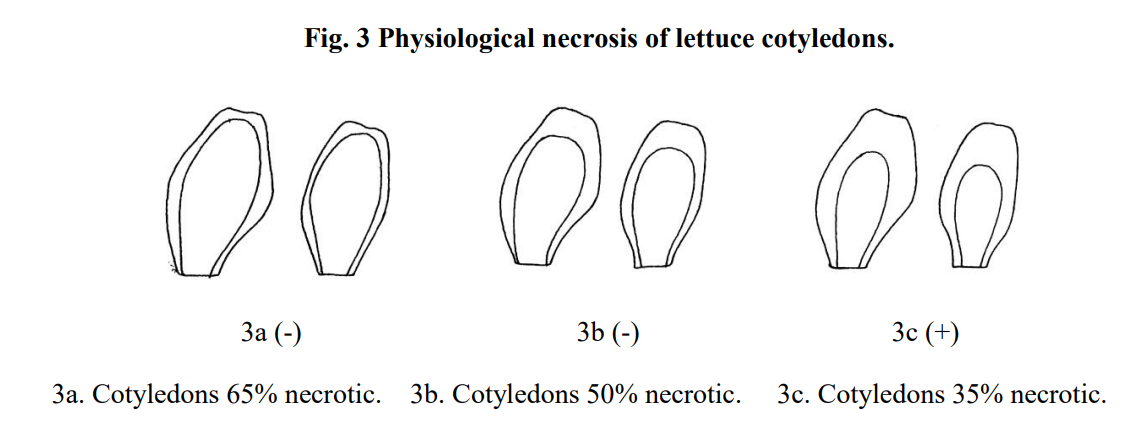 Fig. 3 Physiological necrosis of lettuce cotyledons.
3a (-) 3b (-) 3c (+)
3a. Cotyledons 65% necrotic. 3b. Cotyledons 50% necrotic. 3c. Cotyledons 35% necrotic.